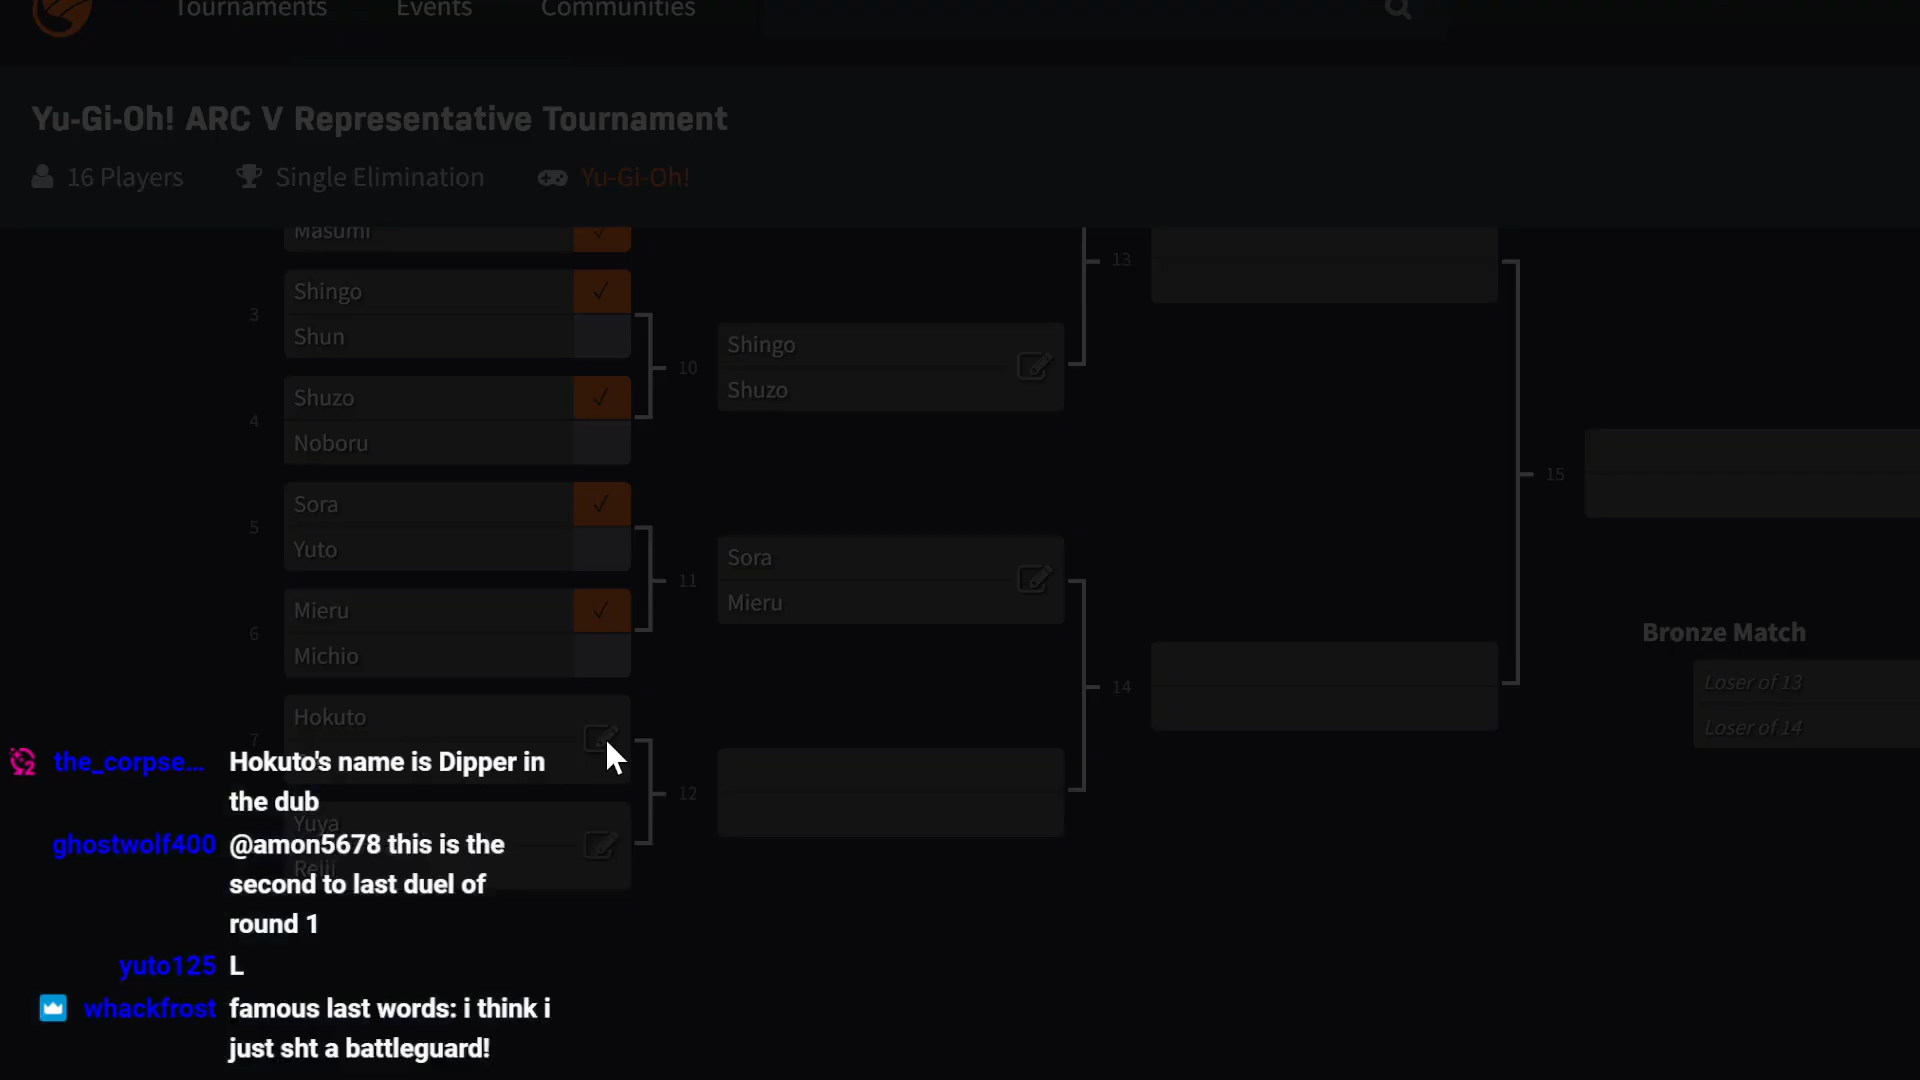 Tournaments Events Communities
Yu-Gi-Oh! ARC V Representative Tournament
16 Players Single Elimination Yu-Gi-Oh!
Masumi
3
Shingo
Shun
4
Shuzo
Noboru
5
Sora
Yuto
6
Mieru
Michio
7
Hokuto
Yuya
Reiji
10
Shingo
Shuzo
11
Sora
Mieru
12
13
14
15
Bronze Match
Loser of 13
Loser of 14
the_corpse... Hokuto's name is Dipper in
the dub
ghostwolf400 @amon5678 this is the
second to last duel of
round 1
yuto125 L
whackfrost famous last words: i think i
just sht a battleguard!